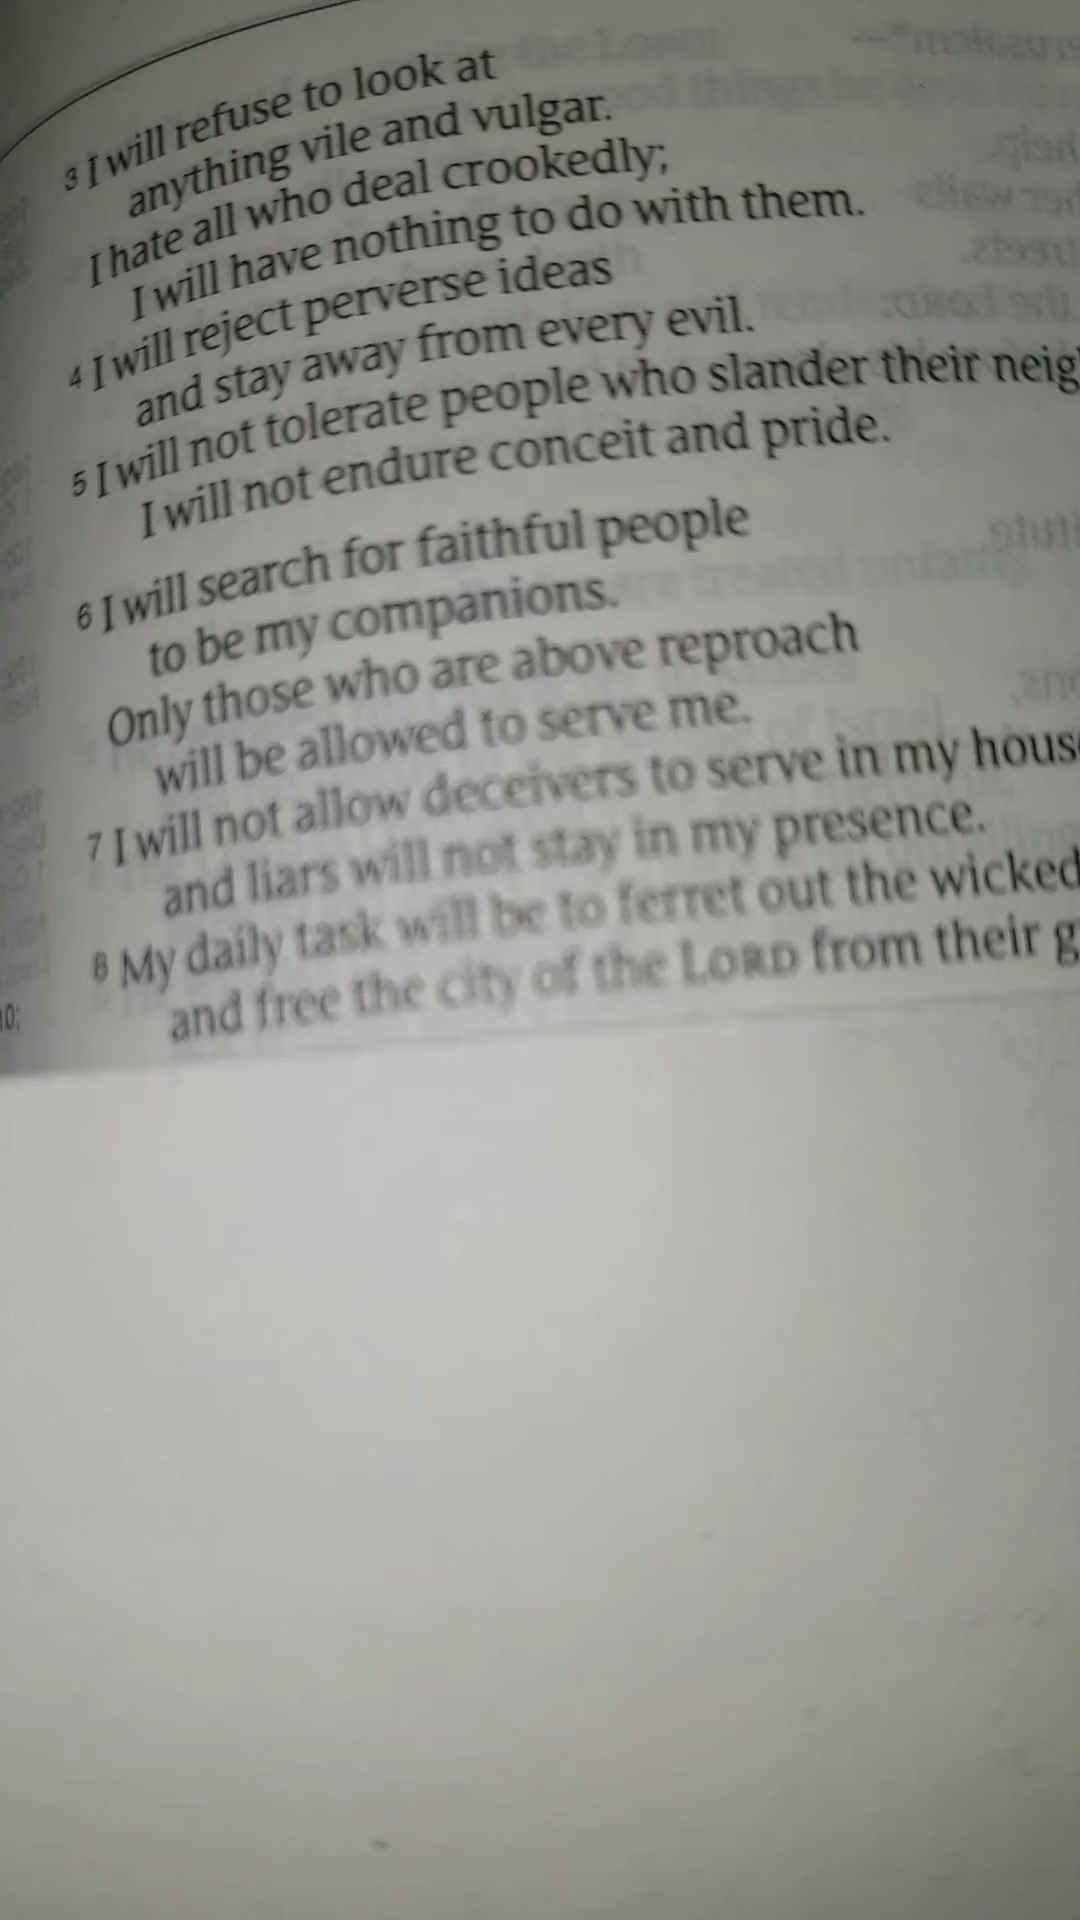 3 I will refuse to look at
anything vile and vulgar.
I hate all who deal crookedly;
I will have nothing to do with them.
4 I will reject perverse ideas
and stay away from every evil.
5 I will not tolerate people who slander their neig
I will not endure conceit and pride.
6 I will search for faithful people
to be my companions.
Only those who are above reproach
will be allowed to serve me.
7 I will not allow deceivers to serve in my hous
and liars will not stay in my presence.
8 My daily task will be to ferret out the wicked
and free the city of the LORD from their g
10: